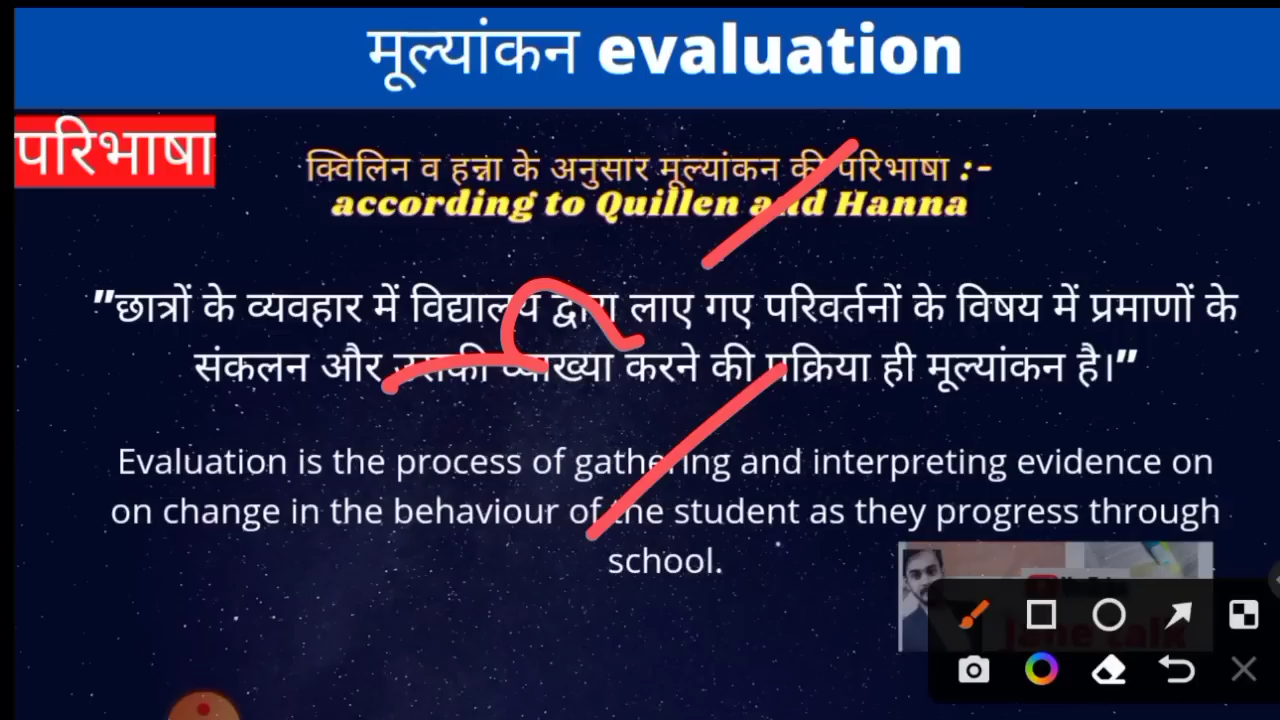 मूल्यांकन evaluation
परिभाषा
क्विलिन व हन्ना के अनुसार मूल्यांकन की परिभाषा :-
according to Quillen and Hanna
"छात्रों के व्यवहार में विद्यालय द्वारा लाए गए परिवर्तनों के विषय में प्रमाणों के
संकलन और उसकी व्याख्या करने की प्रक्रिया ही मूल्यांकन है।"
Evaluation is the process of gathering and interpreting evidence on
on change in the behaviour of the student as they progress through
school.